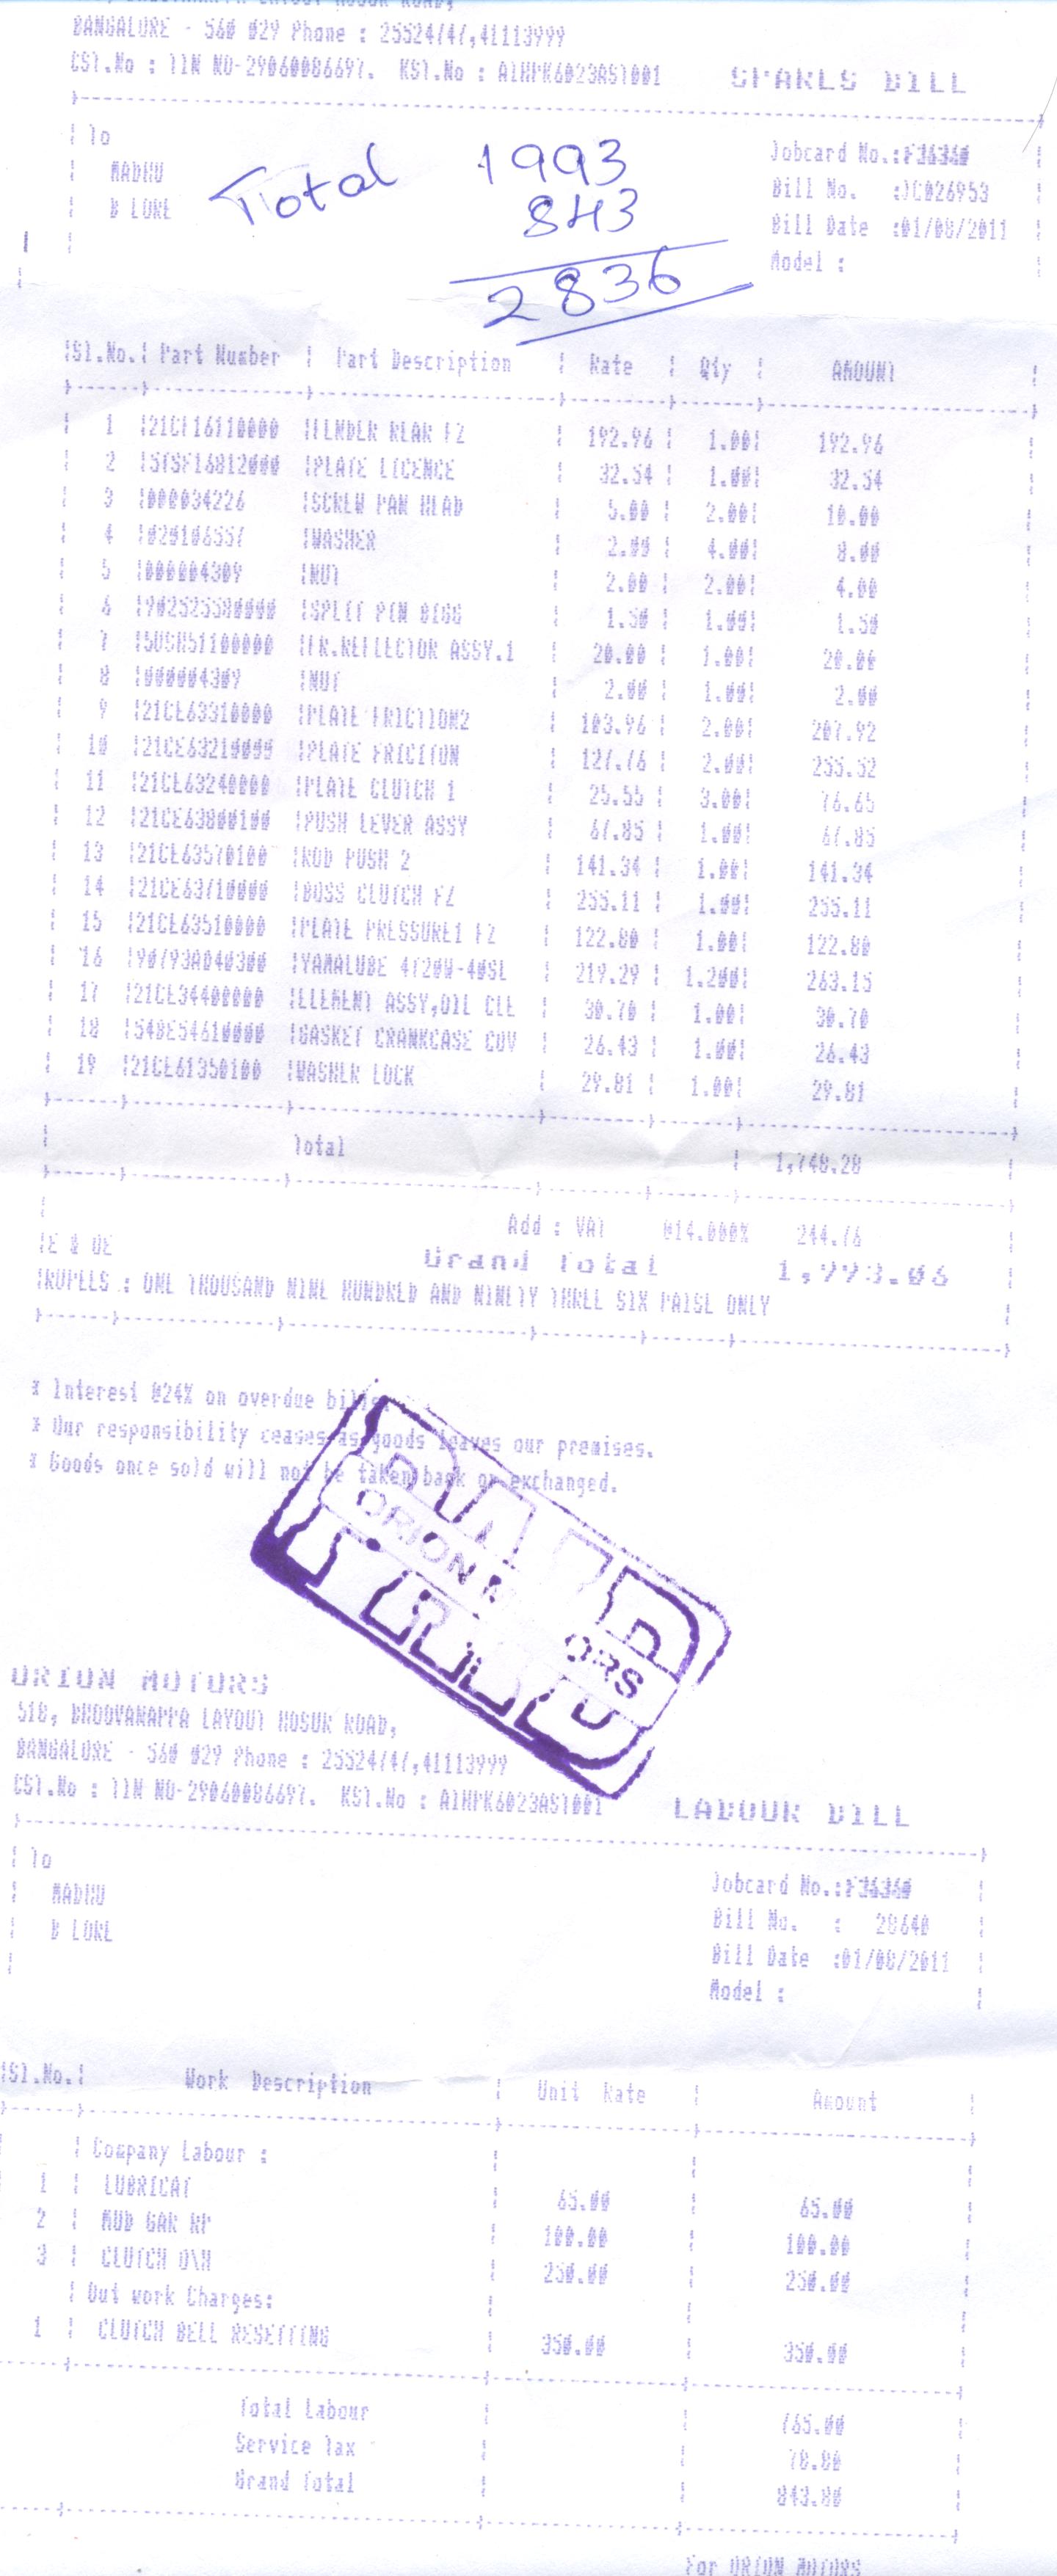 BANGALORE - 560 029 Phone : 25524747,41113999
CST.No : TIN NO-29060086697. KST.No : A1HPK6023AST001 SPARES BILL
To
MADHU
B LORE
Jobcard No.:F36360
Bill No. :JC026953
Bill Date :01/08/2011
Model :
Total 1993
843
2836
Sl.No. Part Number Part Description Rate Qty AMOUNT
1 21CF16110000 FENDER REAR FZ 192.96 1.00 192.96
2 5TSF16812000 PLATE LICENCE 32.54 1.00 32.54
3 000034226 SCREW PAN HEAD 5.00 2.00 10.00
4 029106557 WASHER 2.00 4.00 8.00
5 000004309 NUT 2.00 2.00 4.00
6 902525580000 SPLIT PIN BIGG 1.50 1.00 1.50
7 5USH51100000 FR.REFLECTOR ASSY.1 20.00 1.00 20.00
8 000004309 NUT 2.00 1.00 2.00
9 21CE63310000 PLATE FRICTION2 103.96 2.00 207.92
10 21CE63210000 PLATE FRICTION 127.76 2.00 255.52
11 21CE63240000 PLATE CLUTCH 1 25.55 3.00 76.65
12 21CE63800100 PUSH LEVER ASSY 67.85 1.00 67.85
13 21CE63570100 ROD PUSH 2 141.34 1.00 141.34
14 21CE63710000 BOSS CLUTCH FZ 255.11 1.00 255.11
15 21CE63510000 PLATE PRESSURE1 FZ 122.80 1.00 122.80
16 90793AD40300 YAMALUBE 4T20W-40SL 219.29 1.200 263.15
17 21CE34400000 ELEMENT ASSY,OIL CLE 30.70 1.00 30.70
18 54BE54610000 GASKET CRANKCASE COV 26.43 1.00 26.43
19 21CE61350100 WASHER LOCK 29.81 1.00 29.81
Total 1,748.28
Add : VAT @14.000% 244.76
E & OE Grand Total 1,993.06
RUPEES : ONE THOUSAND NINE HUNDRED AND NINETY THREE SIX PAISE ONLY
* Interest @24% on overdue bills.
* Our responsibility ceases as goods leaves our premises.
* Goods once sold will not be taken back or exchanged.
PAID
ORION MOTORS
ORION MOTORS
518, BHOOVANAPPA LAYOUT HOSUR ROAD,
BANGALORE - 560 029 Phone : 25524747,41113999
CST.No : TIN NO-29060086697. KST.No : A1HPK6023AST001 LABOUR BILL
To
MADHU
B LORE
Jobcard No.:F36360
Bill No. : 28640
Bill Date :01/08/2011
Model :
Sl.No. Work Description Unit Rate Amount
Company Labour :
1 LUBRICAT 65.00 65.00
2 MUD GAR RP 100.00 100.00
3 CLUTCH O\H 250.00 250.00
Out work Charges:
1 CLUTCH BELL RESETTING 350.00 350.00
Total Labour 765.00
Service Tax 78.80
Grand Total 843.80
For ORION MOTORS